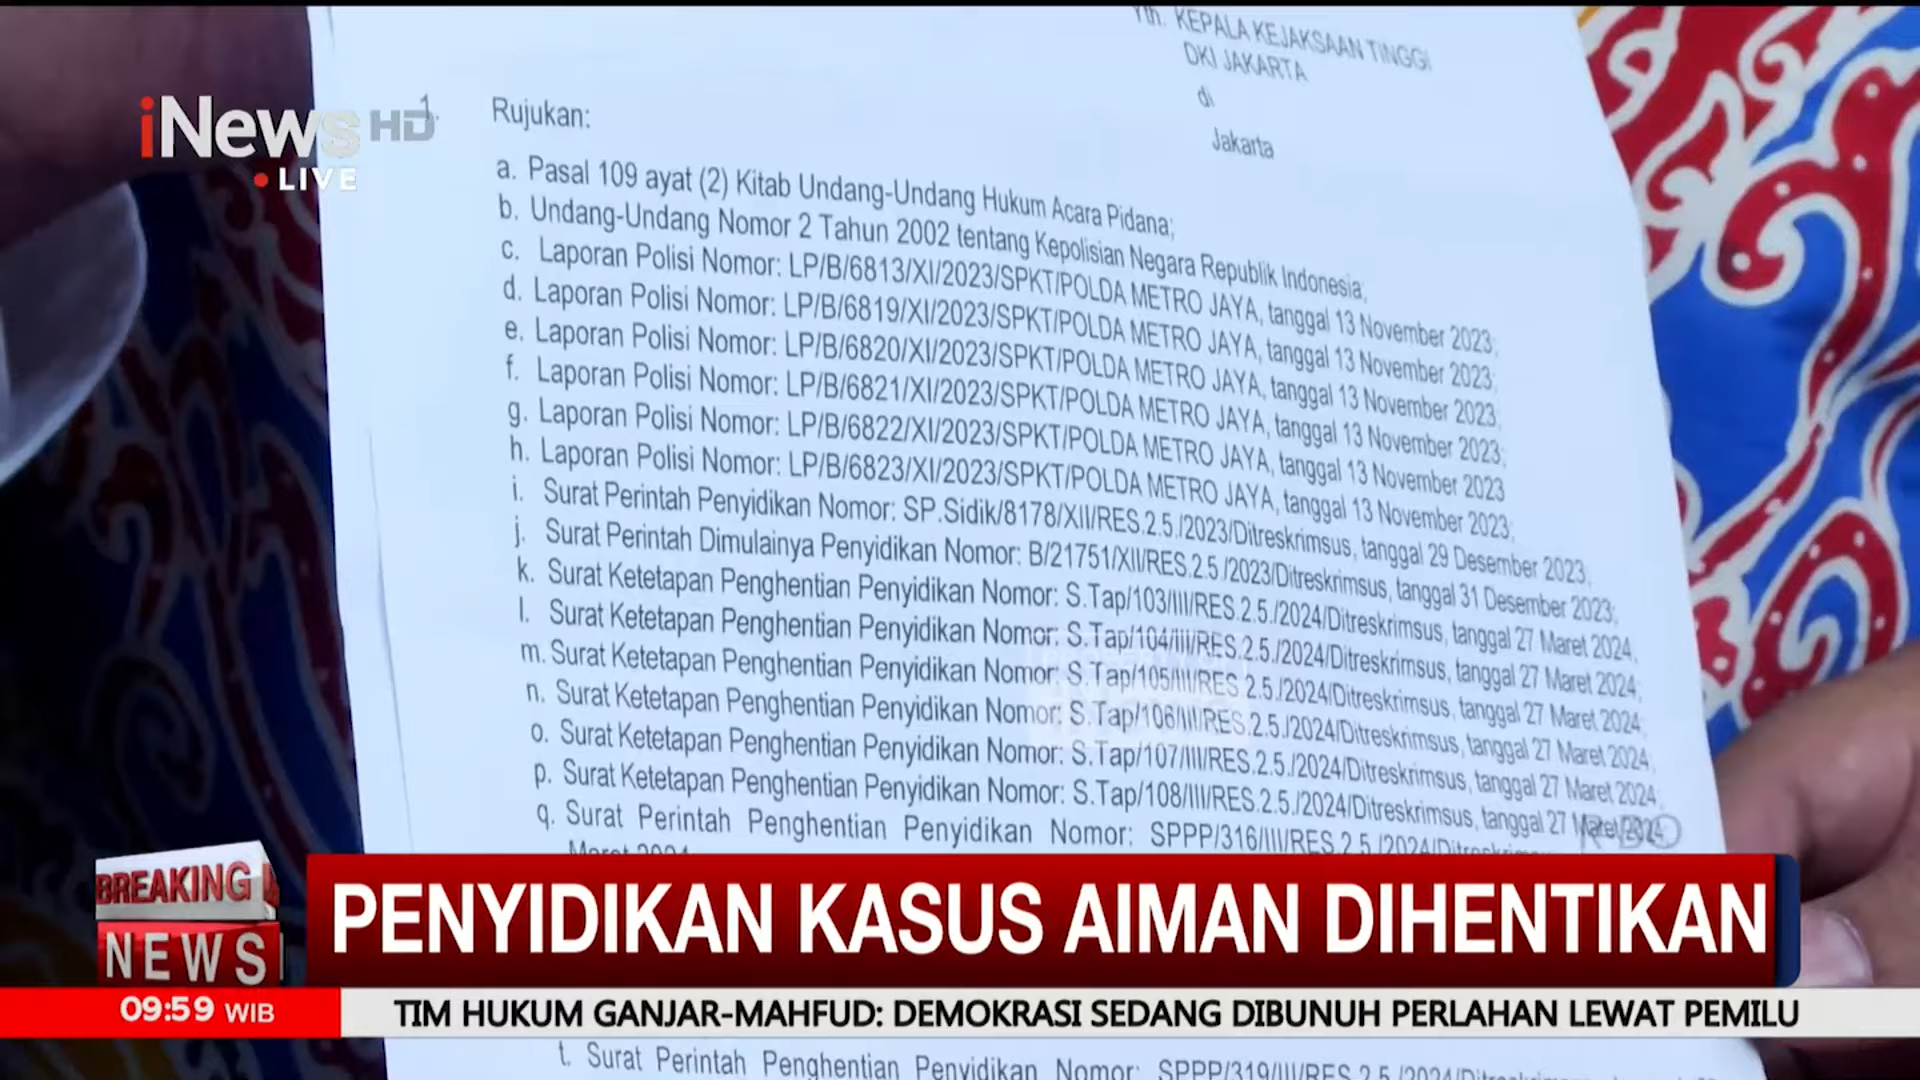 Yth. KEPALA KEJAKSAAN TINGGI
DKI JAKARTA
di
Jakarta
iNews HD
LIVE
1. Rujukan:
a. Pasal 109 ayat (2) Kitab Undang-Undang Hukum Acara Pidana;
b. Undang-Undang Nomor 2 Tahun 2002 tentang Kepolisian Negara Republik Indonesia;
c. Laporan Polisi Nomor: LP/B/6813/XI/2023/SPKT/POLDA METRO JAYA, tanggal 13 November 2023;
d. Laporan Polisi Nomor: LP/B/6819/XI/2023/SPKT/POLDA METRO JAYA, tanggal 13 November 2023;
e. Laporan Polisi Nomor: LP/B/6820/XI/2023/SPKT/POLDA METRO JAYA, tanggal 13 November 2023;
f. Laporan Polisi Nomor: LP/B/6821/XI/2023/SPKT/POLDA METRO JAYA, tanggal 13 November 2023;
g. Laporan Polisi Nomor: LP/B/6822/XI/2023/SPKT/POLDA METRO JAYA, tanggal 13 November 2023
h. Laporan Polisi Nomor: LP/B/6823/XI/2023/SPKT/POLDA METRO JAYA, tanggal 13 November 2023;
i. Surat Perintah Penyidikan Nomor: SP.Sidik/8178/XII/RES.2.5./2023/Ditreskrimsus, tanggal 29 Desember 2023;
j. Surat Perintah Dimulainya Penyidikan Nomor: B/21751/XII/RES.2.5./2023/Ditreskrimsus, tanggal 31 Desember 2023;
k. Surat Ketetapan Penghentian Penyidikan Nomor: S.Tap/103/III/RES.2.5./2024/Ditreskrimsus, tanggal 27 Maret 2024;
l. Surat Ketetapan Penghentian Penyidikan Nomor: S.Tap/104/III/RES.2.5./2024/Ditreskrimsus, tanggal 27 Maret 2024;
m. Surat Ketetapan Penghentian Penyidikan Nomor: S.Tap/105/III/RES.2.5./2024/Ditreskrimsus, tanggal 27 Maret 2024;
n. Surat Ketetapan Penghentian Penyidikan Nomor: S.Tap/106/III/RES.2.5./2024/Ditreskrimsus, tanggal 27 Maret 2024;
o. Surat Ketetapan Penghentian Penyidikan Nomor: S.Tap/107/III/RES.2.5./2024/Ditreskrimsus, tanggal 27 Maret 2024;
p. Surat Ketetapan Penghentian Penyidikan Nomor: S.Tap/108/III/RES.2.5./2024/Ditreskrimsus, tanggal 27 Maret 2024
q. Surat Perintah Penghentian Penyidikan Nomor: SPPP/316/III/RES.2.5./2024/Ditreskrimsus,
Maret 2024
R-BO
BREAKING
NEWS
PENYIDIKAN KASUS AIMAN DIHENTIKAN
09:59 WIB
TIM HUKUM GANJAR-MAHFUD: DEMOKRASI SEDANG DIBUNUH PERLAHAN LEWAT PEMILU
t. Surat Perintah Penghentian Penyidikan Nomor: SPPP/319/III/RES.2.5./2024/Ditreskrimsus,